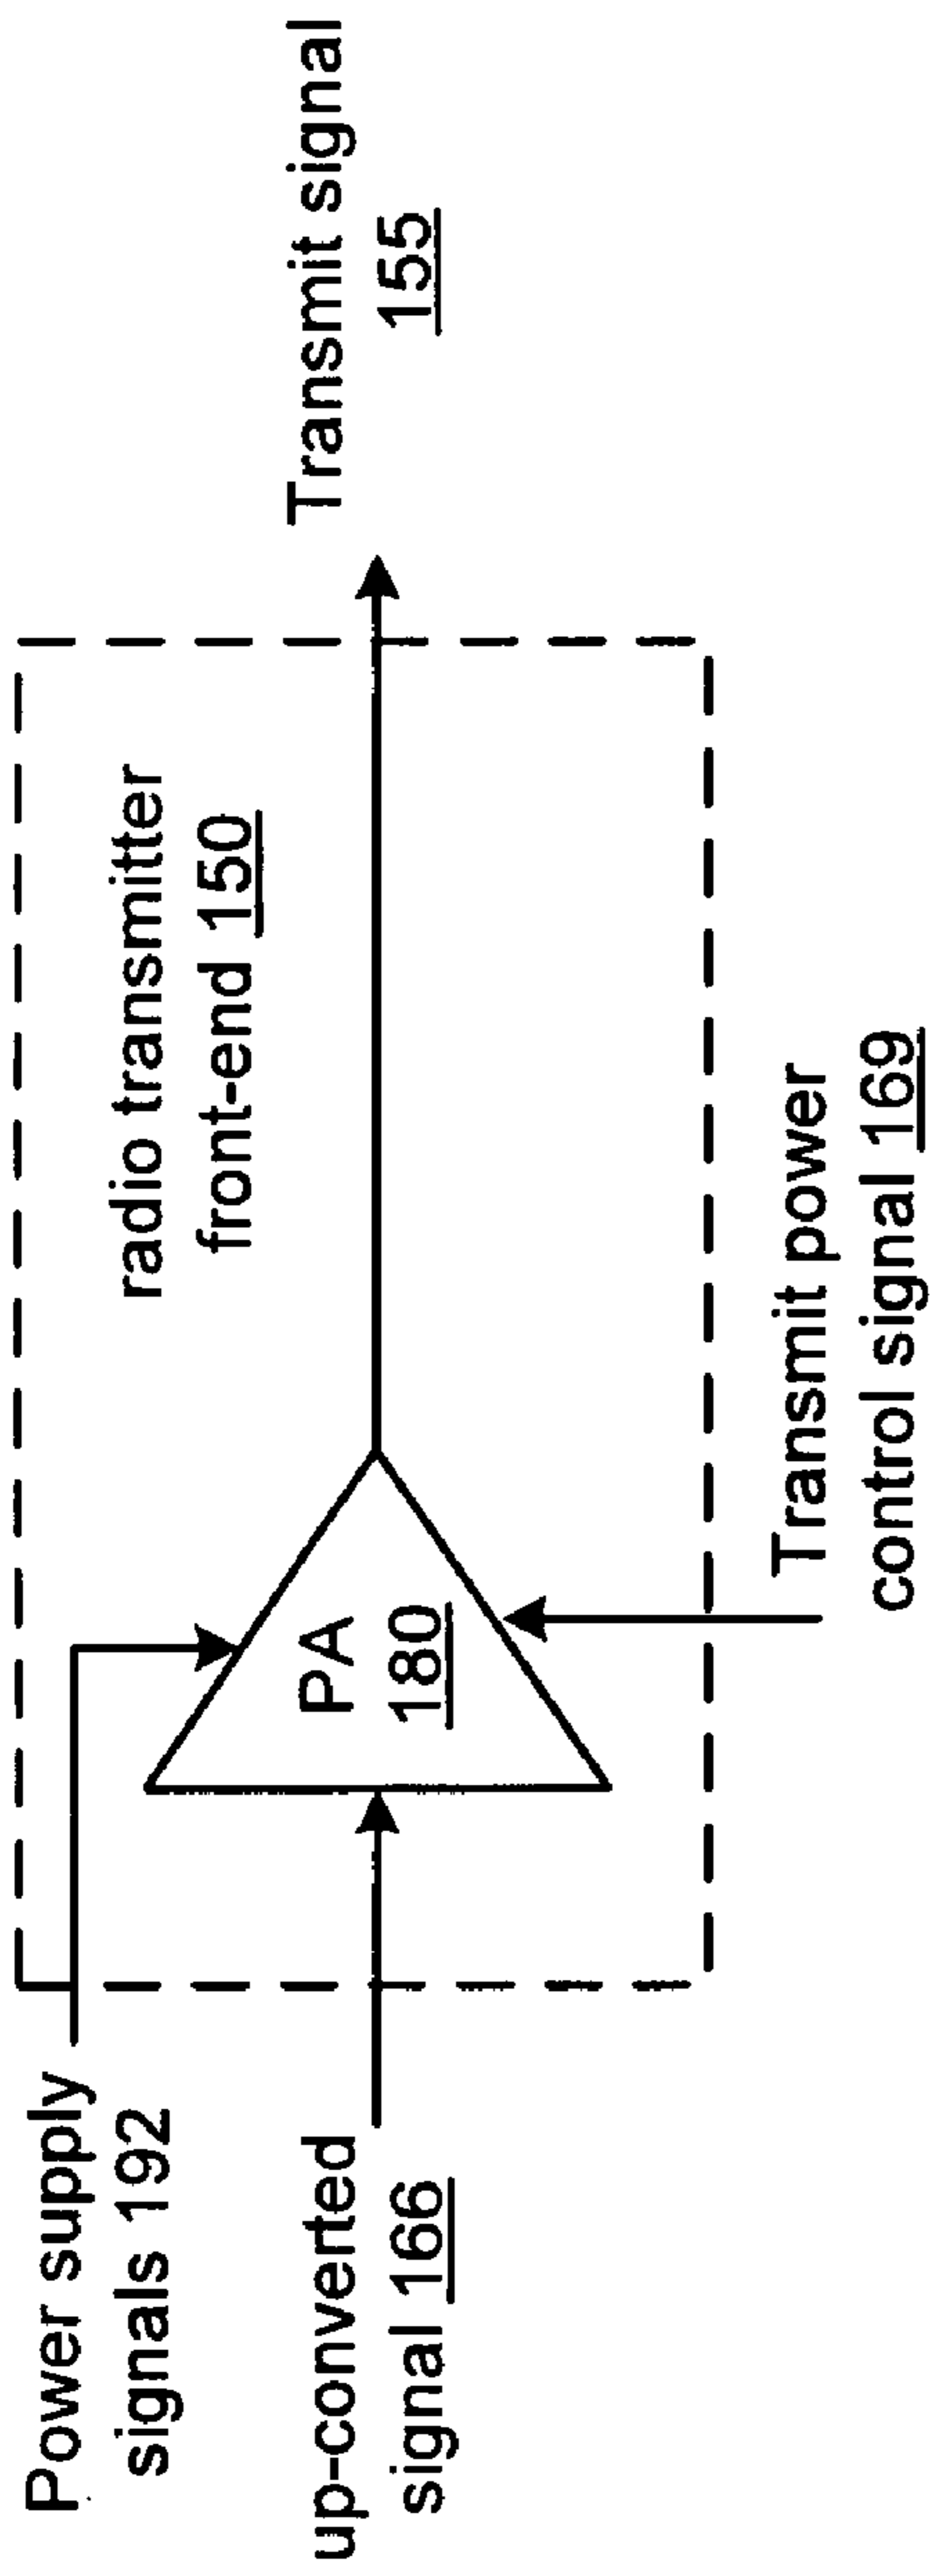 Power supply
signals 192
radio transmitter
front-end 150
up-converted
signal 166
PA
180
Transmit signal
155
Transmit power
control signal 169